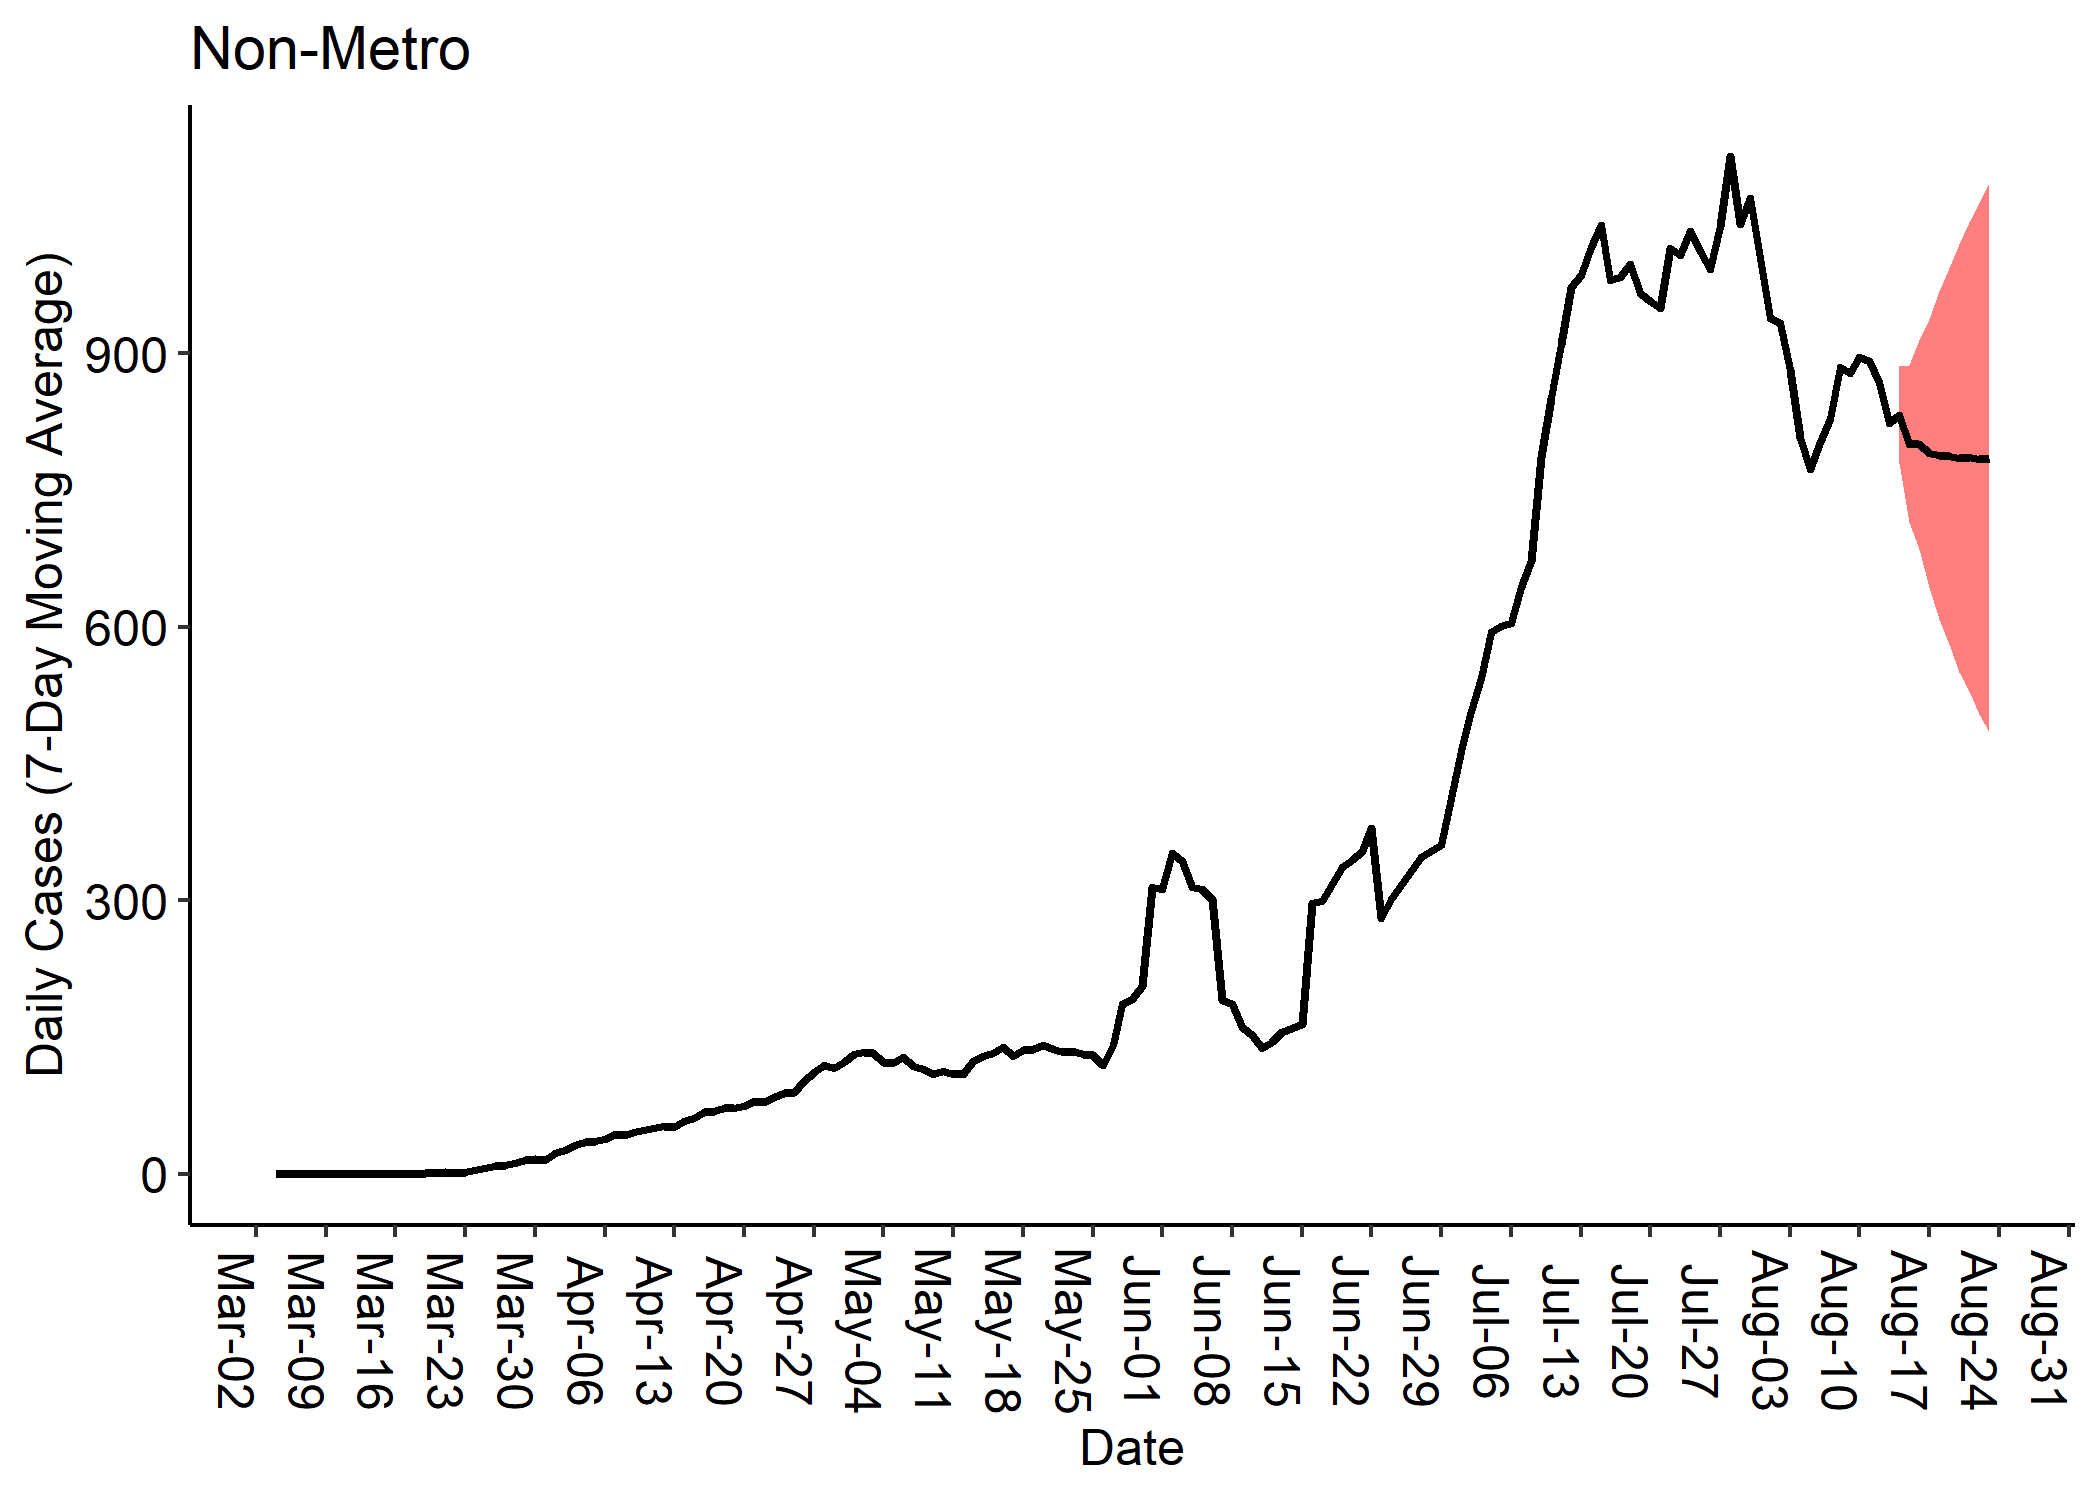 Non-Metro
Daily Cases (7-Day Moving Average)
900
600
300
0
Mar-02
Mar-09
Mar-16
Mar-23
Mar-30
Apr-06
Apr-13
Apr-20
Apr-27
May-04
May-11
May-18
May-25
Jun-01
Jun-08
Jun-15
Jun-22
Jun-29
Jul-06
Jul-13
Jul-20
Jul-27
Aug-03
Aug-10
Aug-17
Aug-24
Aug-31
Date